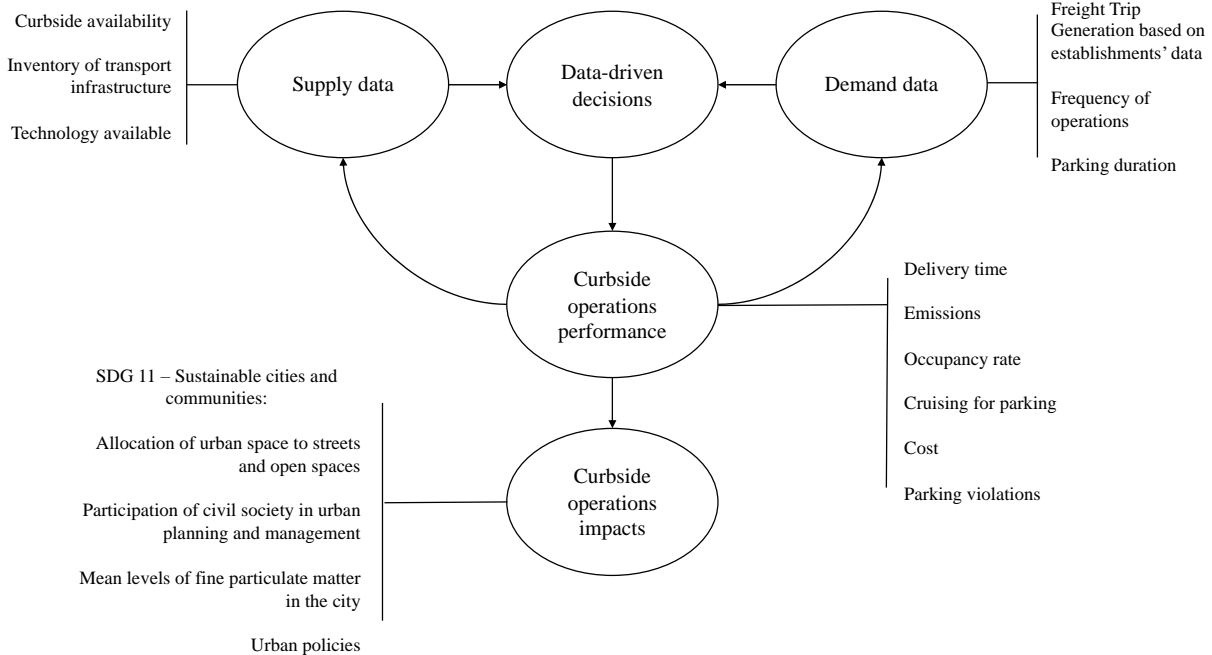 Curbside availability
Inventory of transport
infrastructure
Technology available
Supply data
Data-driven
decisions
Demand data
Freight Trip
Generation based on
establishments’ data
Frequency of
operations
Parking duration
Curbside
operations
performance
Delivery time
Emissions
Occupancy rate
Cruising for parking
Cost
Parking violations
SDG 11 – Sustainable cities and
communities:
Allocation of urban space to streets
and open spaces
Participation of civil society in urban
planning and management
Mean levels of fine particulate matter
in the city
Urban policies
Curbside
operations
impacts